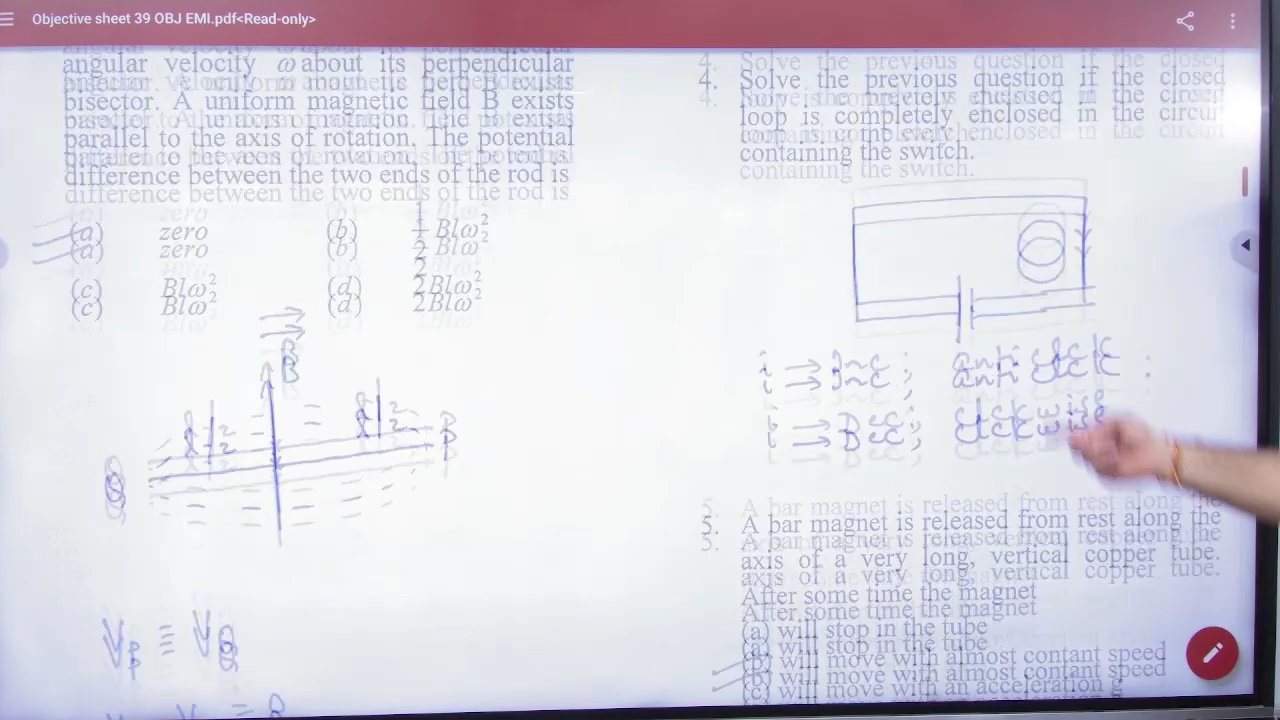 Objective sheet 39 OBJ EMI.pdf<Read-only>
angular velocity ω about its perpendicular
bisector. A uniform magnetic field B exists
parallel to the axis of rotation. The potential
difference between the two ends of the rod is
(a) zero (b) 1/2 Blω²
(c) Blω² (d) 2Blω²
B
l/2 l/2
Q P
V_P = V_Q
4. Solve the previous question if the closed
loop is completely enclosed in the circuit
containing the switch.
i → Inc ; anti clck
i → Dec ; clckwise
5. A bar magnet is released from rest along the
axis of a very long, vertical copper tube.
After some time the magnet
(a) will stop in the tube
(b) will move with almost contant speed
(c) will move with an acceleration g